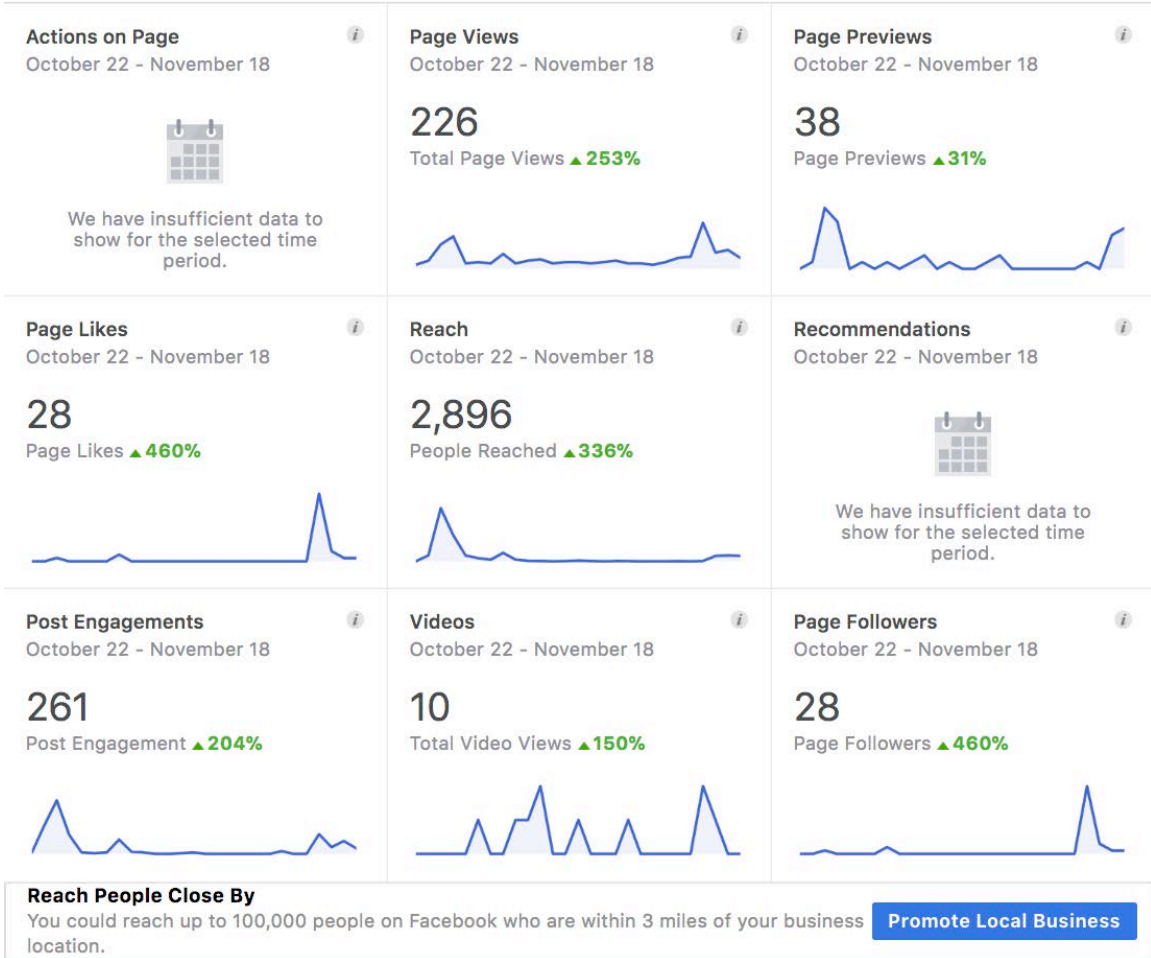 Actions on Page
October 22 - November 18
We have insufficient data to
show for the selected time
period.
Page Views
October 22 - November 18
226
Total Page Views ▲ 253%
Page Previews
October 22 - November 18
38
Page Previews ▲ 31%
Page Likes
October 22 - November 18
28
Page Likes ▲ 460%
Reach
October 22 - November 18
2,896
People Reached ▲ 336%
Recommendations
October 22 - November 18
We have insufficient data to
show for the selected time
period.
Post Engagements
October 22 - November 18
261
Post Engagement ▲ 204%
Videos
October 22 - November 18
10
Total Video Views ▲ 150%
Page Followers
October 22 - November 18
28
Page Followers ▲ 460%
Reach People Close By
You could reach up to 100,000 people on Facebook who are within 3 miles of your business
location.
Promote Local Business